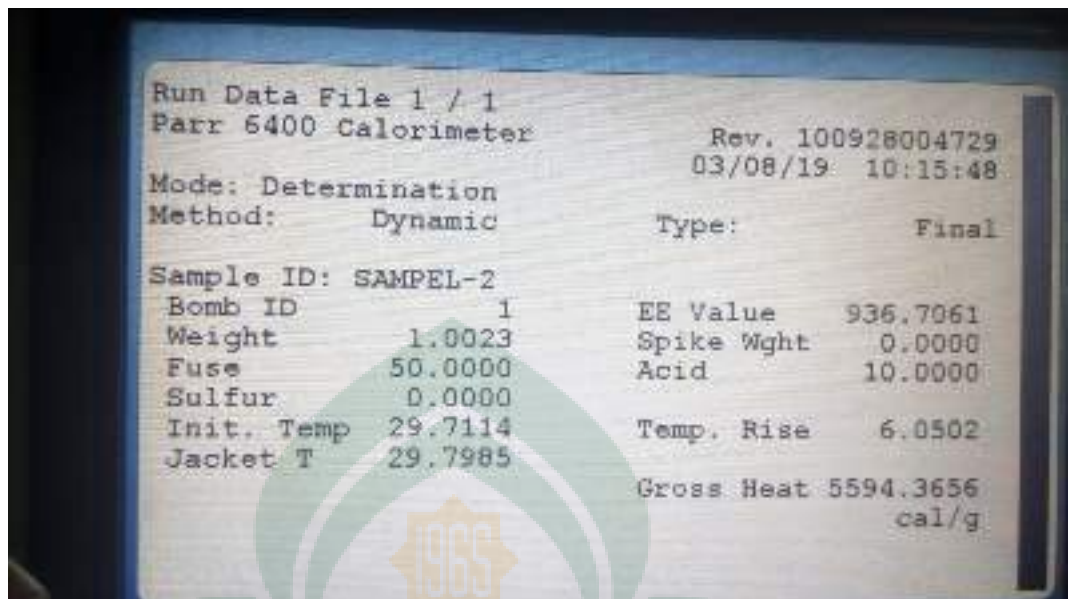 Run Data File 1 / 1
Parr 6400 Calorimeter
Rev. 100928004729
03/08/19 10:15:48
Mode: Determination
Method: Dynamic
Type: Final
Sample ID: SAMPEL-2
Bomb ID 1
EE Value 936.7061
Weight 1.0023
Spike Wght 0.0000
Fuse 50.0000
Acid 10.0000
Sulfur 0.0000
Init. Temp 29.7114
Temp. Rise 6.0502
Jacket T 29.7985
Gross Heat 5594.3656
cal/g
1965